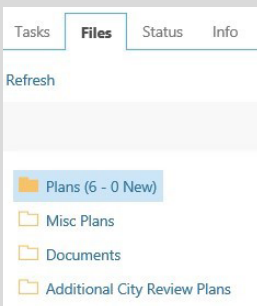 Tasks Files Status Info
Refresh
Plans (6 - 0 New)
Misc Plans
Documents
Additional City Review Plans